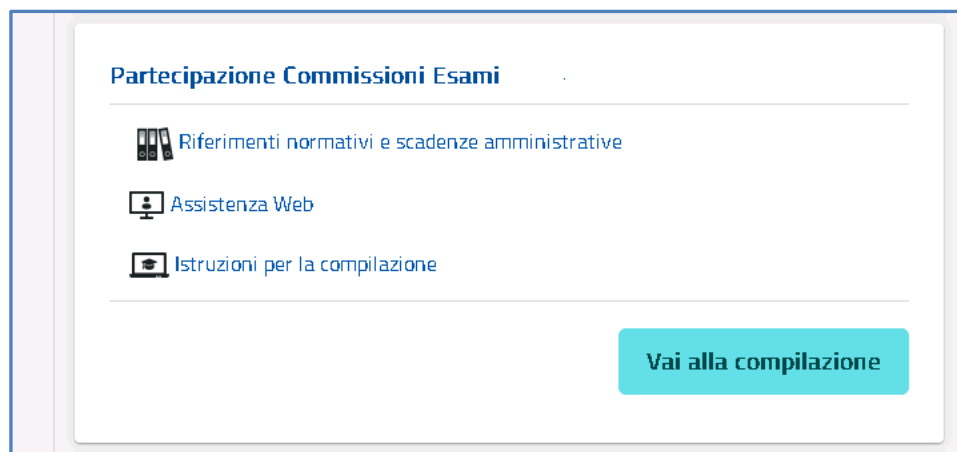 Partecipazione Commissioni Esami
Riferimenti normativi e scadenze amministrative
Assistenza Web
Istruzioni per la compilazione
Vai alla compilazione